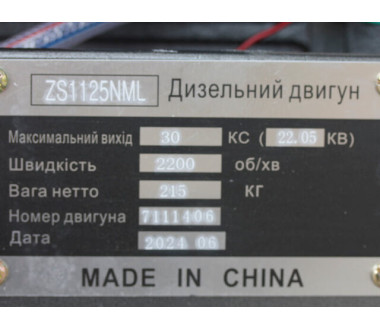 ZS1125NML Дизельний двигун
Максимальний вихід 30 КС (22.05 КВ)
Швидкість 2200 об/хв
Вага нетто 215 КГ
Номер двигуна 7111406
Дата 2024 06
MADE IN CHINA